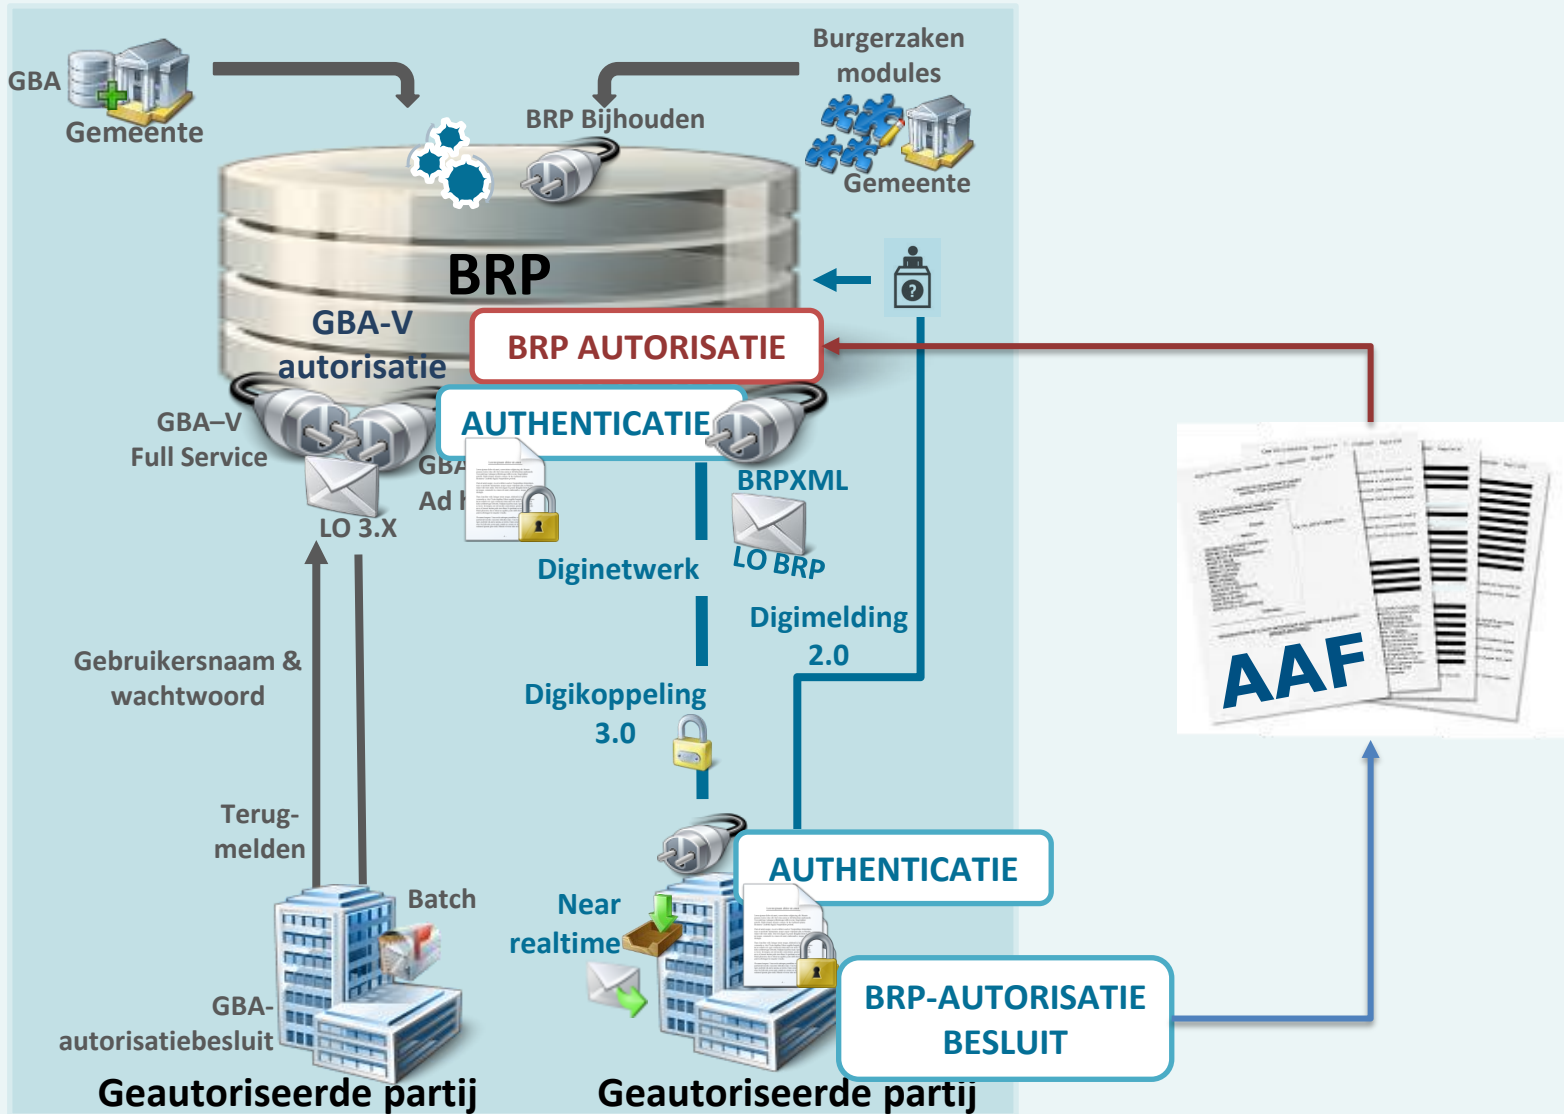 Burgerzaken
modules
GBA
Gemeente
BRP Bijhouden
Gemeente
BRP
GBA-V
autorisatie
BRP AUTORISATIE
AUTHENTICATIE
GBA–V
Full Service
GBA
Ad h
LO 3.X
BRPXML
LO BRP
Diginetwerk
Digimelding
2.0
Gebruikersnaam &
wachtwoord
Digikoppeling
3.0
AAF
Terug-
melden
Batch
Near
realtime
AUTHENTICATIE
GBA-
autorisatiebesluit
BRP-AUTORISATIE
BESLUIT
Geautoriseerde partij
Geautoriseerde partij